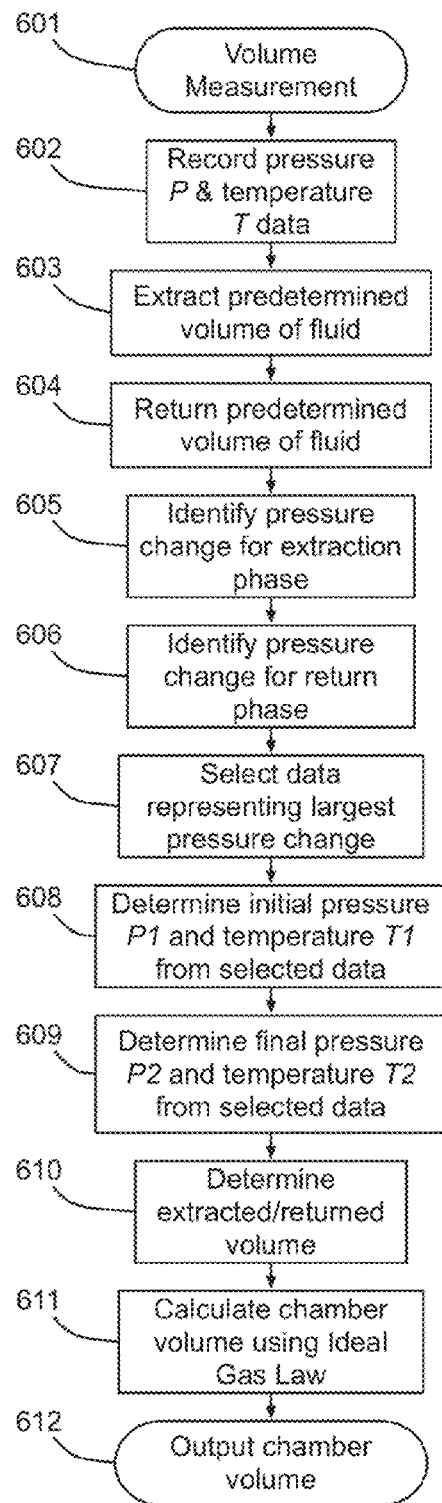 601
Volume
Measurement
602
Record pressure
P & temperature
T data
603
Extract predetermined
volume of fluid
604
Return predetermined
volume of fluid
605
Identify pressure
change for extraction
phase
606
Identify pressure
change for return
phase
607
Select data
representing largest
pressure change
608
Determine initial pressure
P1 and temperature T1
from selected data
609
Determine final pressure
P2 and temperature T2
from selected data
610
Determine
extracted/returned
volume
611
Calculate chamber
volume using Ideal
Gas Law
612
Output chamber
volume